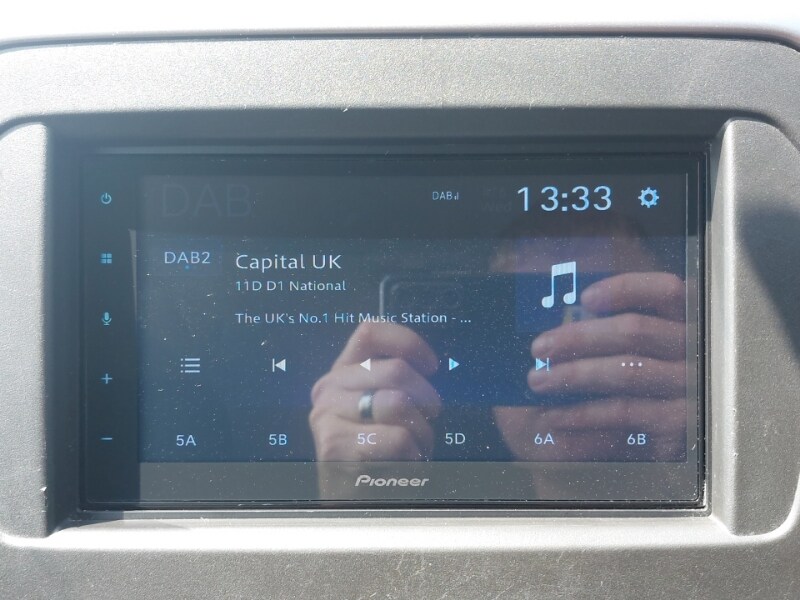 DAB
DAB
13:33
DAB2
Capital UK
11D D1 National
The UK's No.1 Hit Music Station - ...
5A 5B 5C 5D 6A 6B
Pioneer